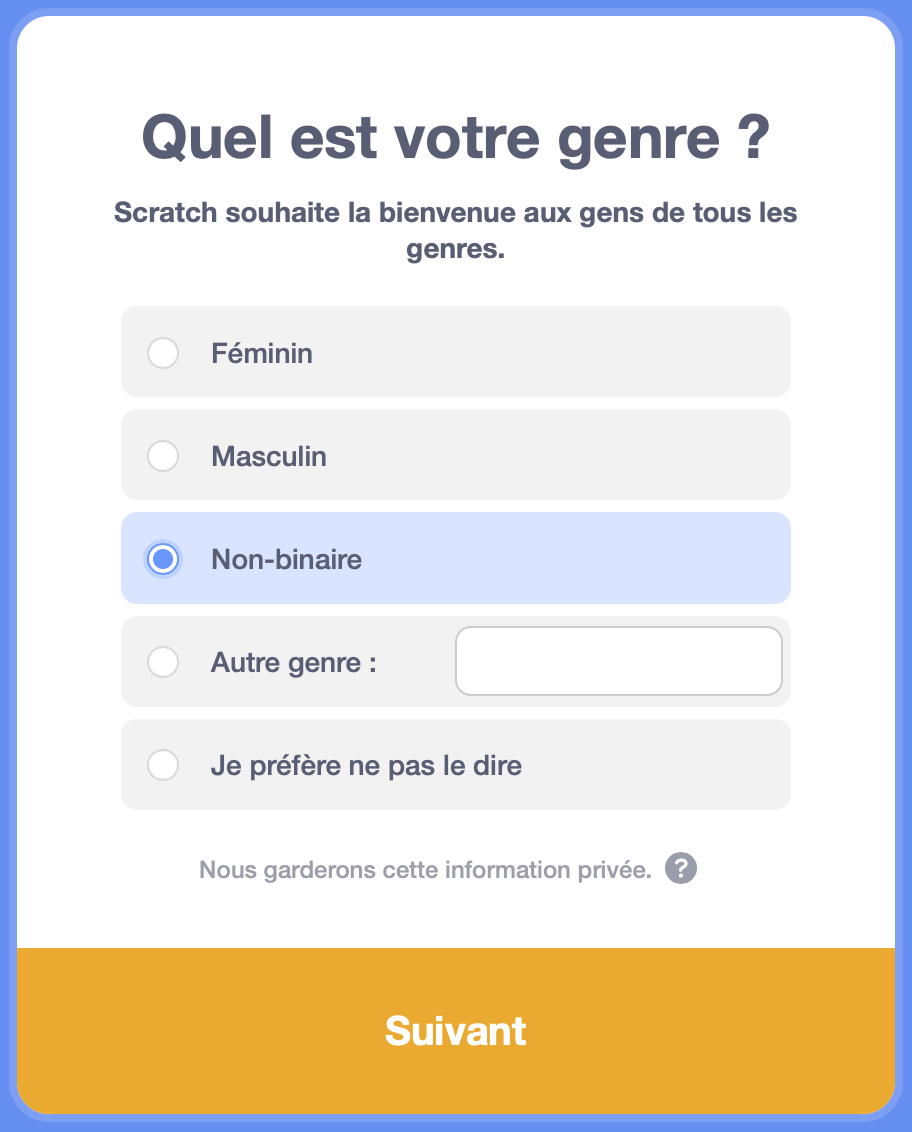 Quel est votre genre ?
Scratch souhaite la bienvenue aux gens de tous les
genres.
Féminin
Masculin
Non-binaire
Autre genre :
Je préfère ne pas le dire
Nous garderons cette information privée. ?
Suivant